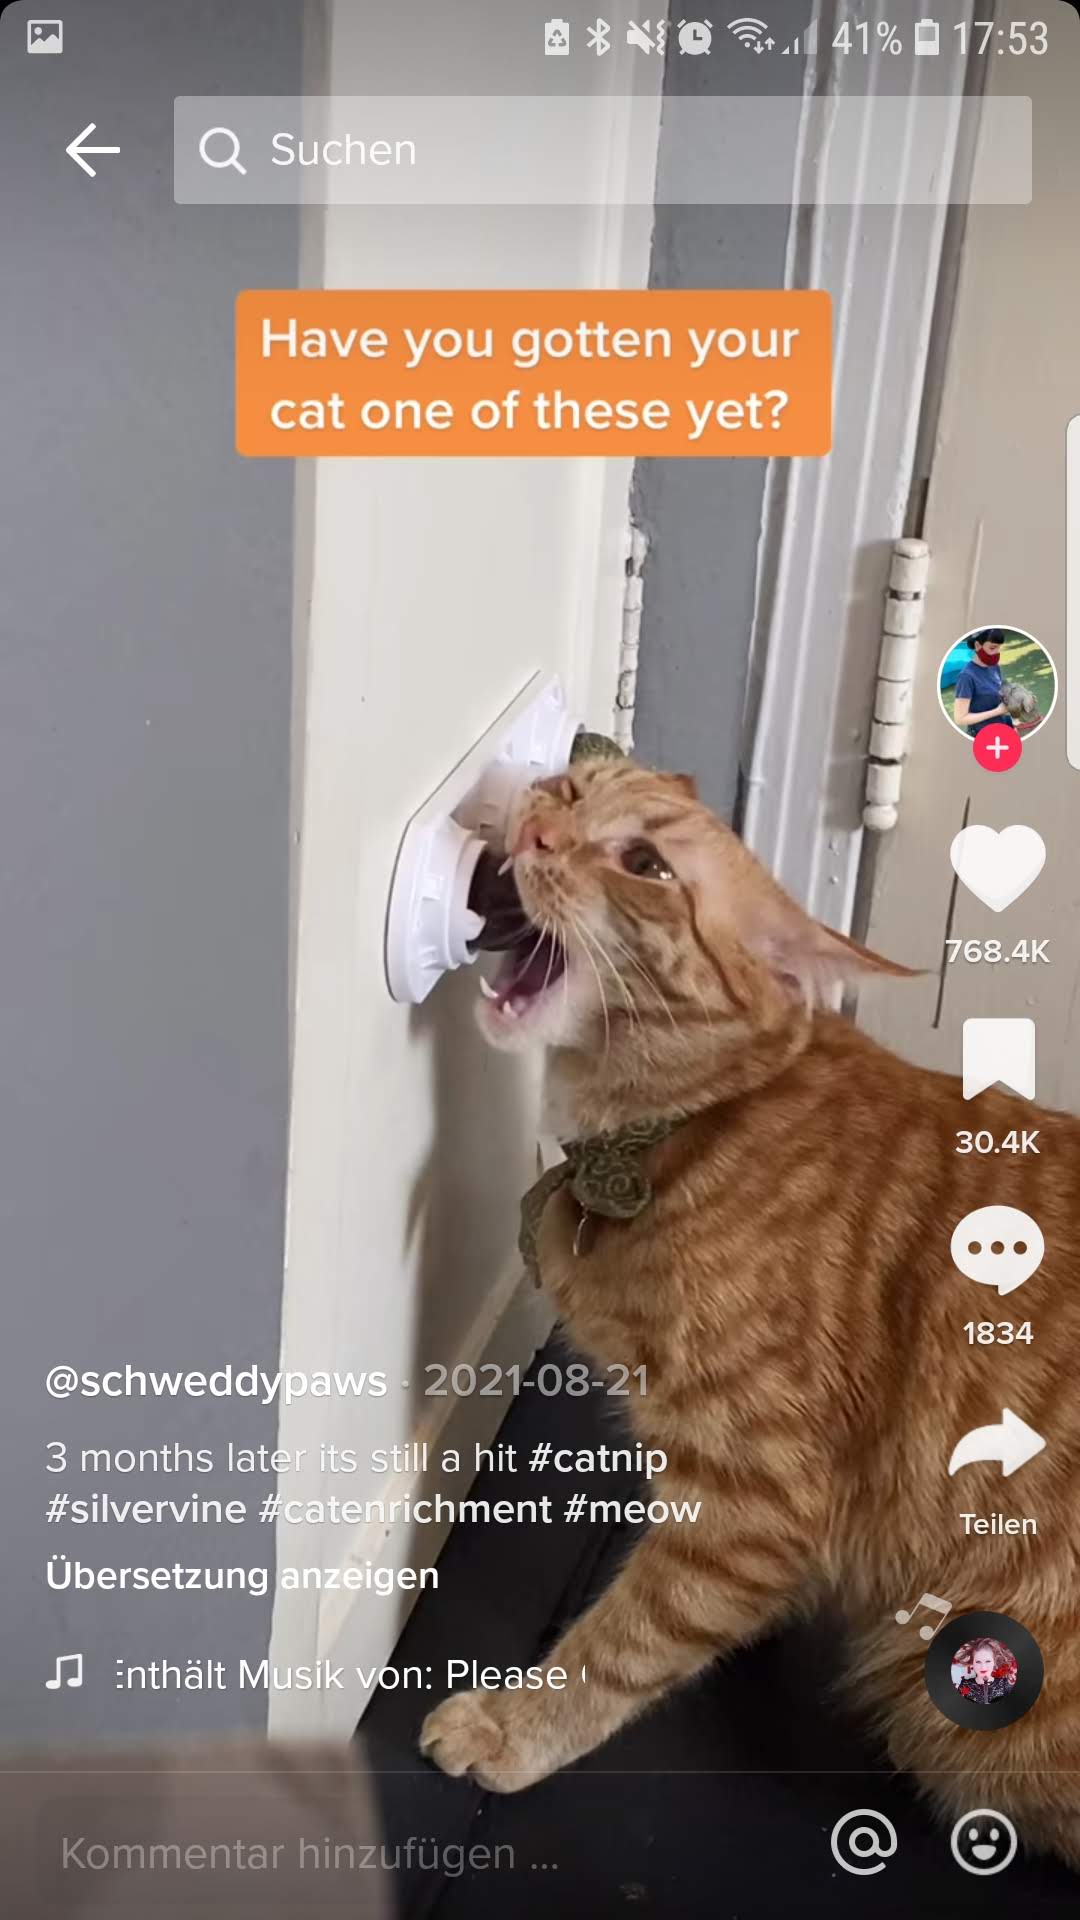 41% 17:53
Suchen
Have you gotten your
cat one of these yet?
768.4K
30.4K
1834
@schweddypaws · 2021-08-21
3 months later its still a hit #catnip
#silvervine #catenrichment #meow
Teilen
Übersetzung anzeigen
Enthält Musik von: Please
Kommentar hinzufügen ...